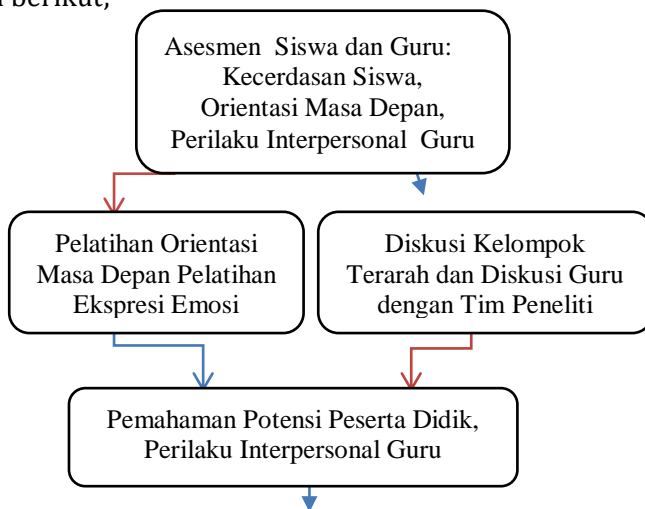 berikut,
Asesmen Siswa dan Guru:
Kecerdasan Siswa,
Orientasi Masa Depan,
Perilaku Interpersonal Guru
Pelatihan Orientasi
Masa Depan Pelatihan
Ekspresi Emosi
Diskusi Kelompok
Terarah dan Diskusi Guru
dengan Tim Peneliti
Pemahaman Potensi Peserta Didik,
Perilaku Interpersonal Guru